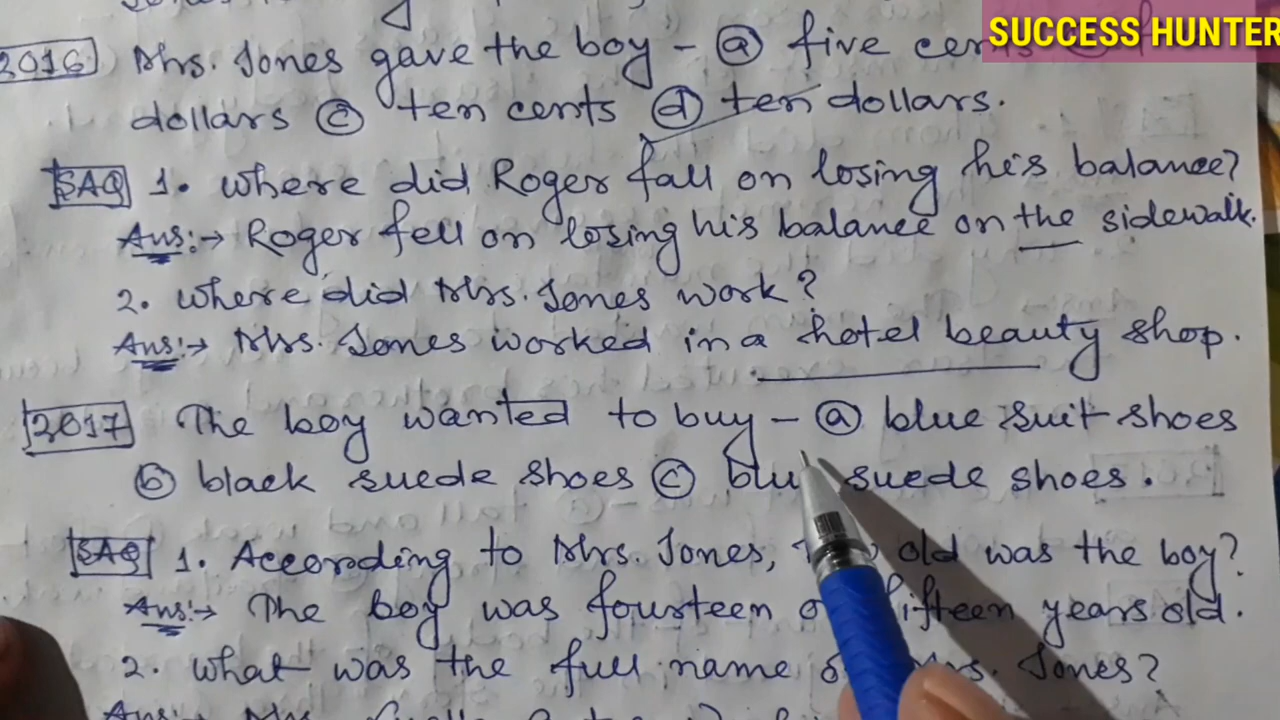 SUCCESS HUNTER
2016 Mrs. Jones gave the boy - (a) five cents
dollars (c) ten cents (d) ten dollars.
SAQ 1. where did Roger fall on losing his balance?
Ans:→ Roger fell on losing his balance on the sidewalk.
2. where did Mrs. Jones work?
Ans:→ Mrs. Jones worked in a hotel beauty shop.
2017 The boy wanted to buy - (a) blue suit shoes
(b) black suede shoes (c) blu suede shoes.
SAQ 1. According to Mrs. Jones, old was the boy?
Ans:→ The boy was fourteen fifteen years old.
2. what was the full name Jones?
Ans: